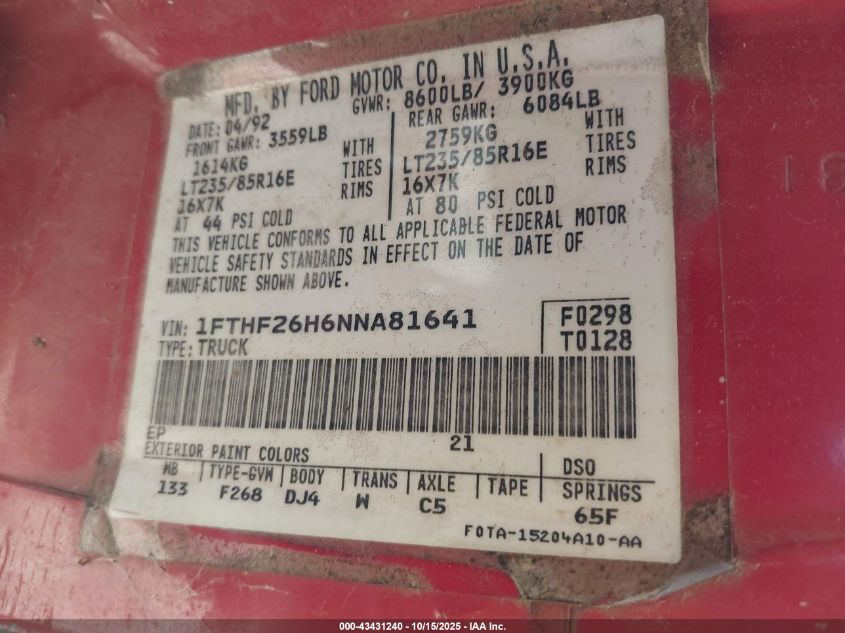 MFD. BY FORD MOTOR CO. IN U.S.A.
DATE: 04/92 GVWR: 8600LB/ 3900KG
FRONT GAWR: 3559LB REAR GAWR: 6084LB
1614KG WITH 2759KG WITH
LT235/85R16E TIRES LT235/85R16E TIRES
16X7K RIMS 16X7K RIMS
AT 44 PSI COLD AT 80 PSI COLD
THIS VEHICLE CONFORMS TO ALL APPLICABLE FEDERAL MOTOR
VEHICLE SAFETY STANDARDS IN EFFECT ON THE DATE OF
MANUFACTURE SHOWN ABOVE.
VIN: 1FTHF26H6NNA81641 F0298
TYPE: TRUCK T0128
EP 21
EXTERIOR PAINT COLORS DSO
WB TYPE-GVW BODY TRANS AXLE TAPE SPRINGS
133 F268 DJ4 W C5 65F
F0TA-15204A10-AA
000-43431240 - 10/15/2025 - IAA Inc.